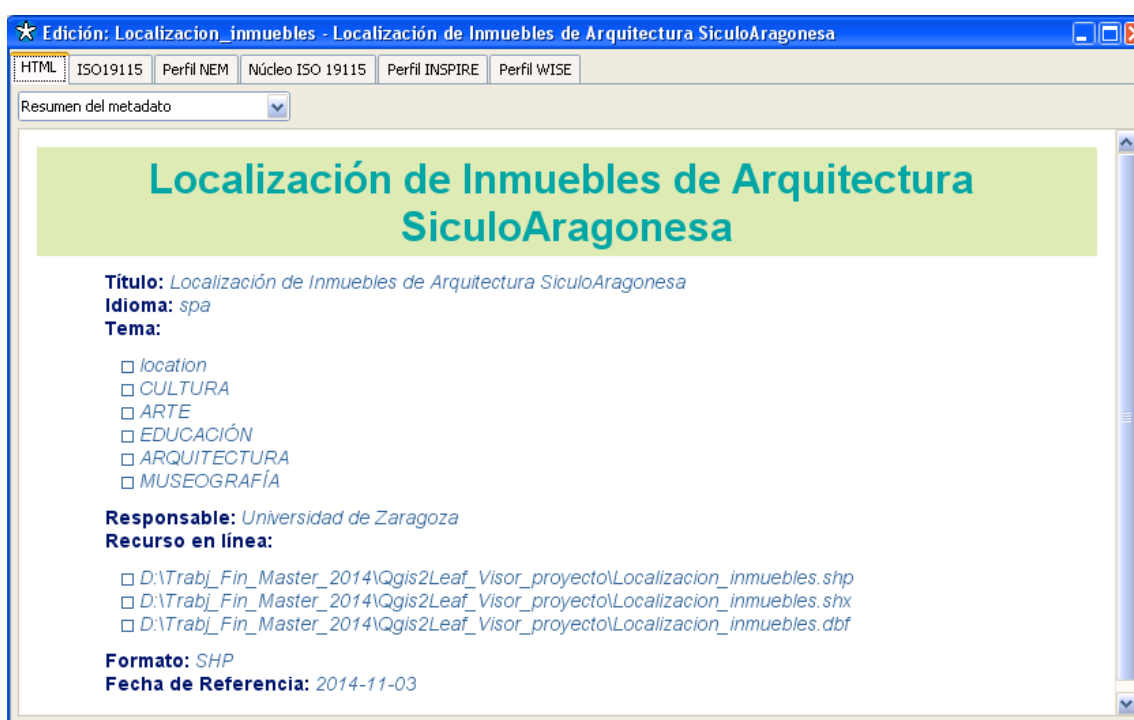 Edición: Localizacion_inmuebles - Localización de Inmuebles de Arquitectura SiculoAragonesa
HTML ISO19115 Perfil NEM Núcleo ISO 19115 Perfil INSPIRE Perfil WISE
Resumen del metadato
Localización de Inmuebles de Arquitectura
SiculoAragonesa
Título: Localización de Inmuebles de Arquitectura SiculoAragonesa
Idioma: spa
Tema:
location
CULTURA
ARTE
EDUCACIÓN
ARQUITECTURA
MUSEOGRAFÍA
Responsable: Universidad de Zaragoza
Recurso en línea:
D:\Trabj_Fin_Master_2014\Qgis2Leaf_Visor_proyecto\Localizacion_inmuebles.shp
D:\Trabj_Fin_Master_2014\Qgis2Leaf_Visor_proyecto\Localizacion_inmuebles.shx
D:\Trabj_Fin_Master_2014\Qgis2Leaf_Visor_proyecto\Localizacion_inmuebles.dbf
Formato: SHP
Fecha de Referencia: 2014-11-03